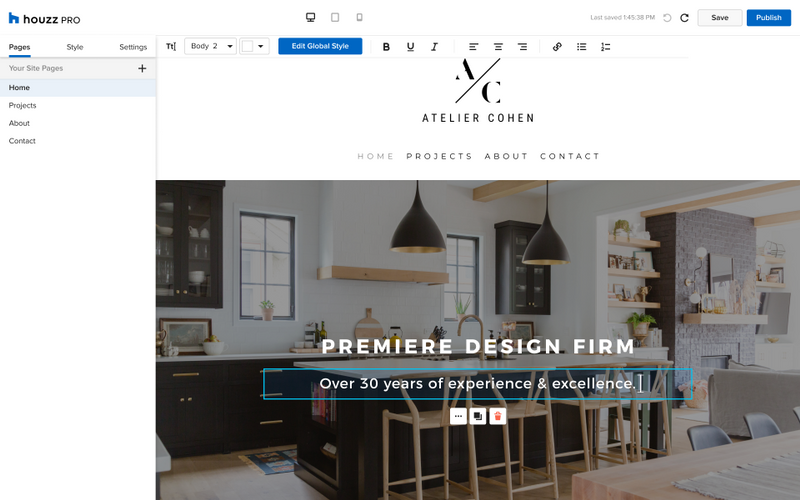 houzz PRO
Last saved 1:45:38 PM
Save
Publish
Pages
Style
Settings
Tt
Body 2
Edit Global Style
B
U
I
Your Site Pages
+
Home
Projects
About
Contact
A/C
ATELIER COHEN
HOME PROJECTS ABOUT CONTACT
PREMIERE DESIGN FIRM
Over 30 years of experience & excellence.